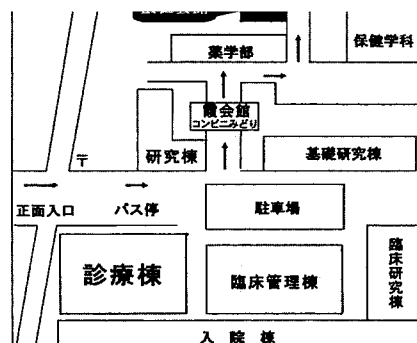 薬学部
保健学科
霞会館
コンビニみどり
研究棟
基礎研究棟
〒
正面入口
バス停
駐車場
診療棟
臨床管理棟
臨床研究棟
入院棟